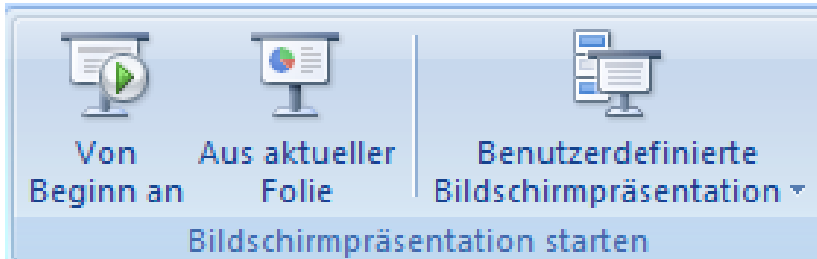 Von
Beginn an
Aus aktueller
Folie
Benutzerdefinierte
Bildschirmpräsentation
Bildschirmpräsentation starten